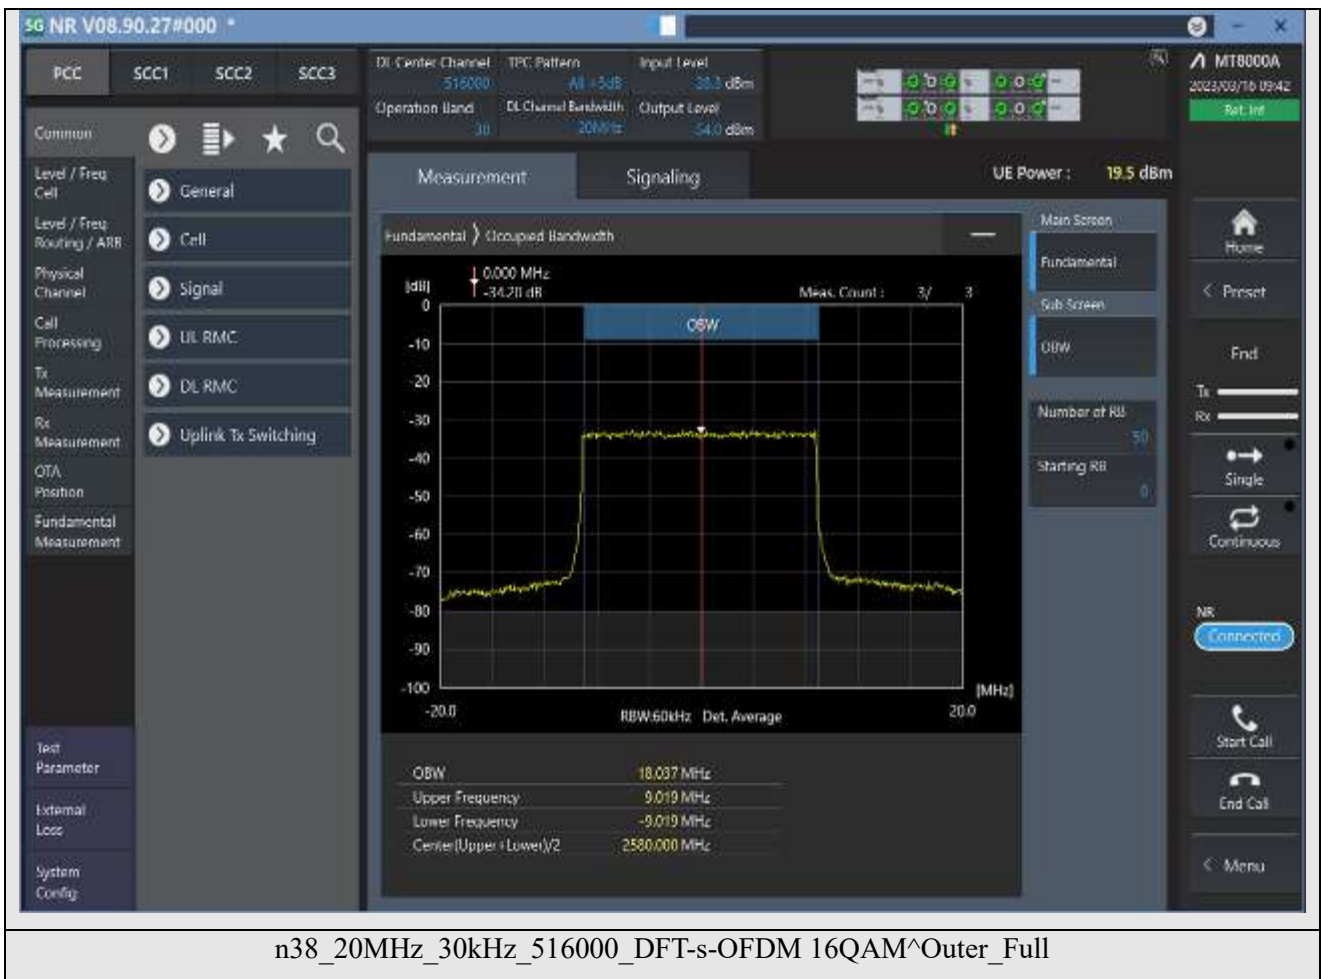 5G NR V08.90.27#000 *
PCC SCC1 SCC2 SCC3
DL Center Channel TPC Pattern Input Level
516000 All +3dB dBm
Operation Band DL Channel Bandwidth Output Level
20MHz -54.0 dBm
MT8000A
2023/03/16 09:42
Ref. Int
Common
Level / Freq
Cell
Level / Freq
Routing / ARB
Physical
Channel
Call
Processing
Tx
Measurement
Rx
Measurement
OTA
Position
Fundamental
Measurement
Test
Parameter
External
Loss
System
Config
General
Cell
Signal
UL RMC
DL RMC
Uplink Tx Switching
Measurement Signaling
UE Power : 19.5 dBm
Fundamental Occupied Bandwidth
0.000 MHz
-34.20 dB
Meas. Count : 3/ 3
[dB]
OBW
0
-10
-20
-30
-40
-50
-60
-70
-80
-90
-100
[MHz]
-20.0 RBW:60kHz Det. Average 20.0
OBW 18.037 MHz
Upper Frequency 9.019 MHz
Lower Frequency -9.019 MHz
Center(Upper+Lower)/2 2580.000 MHz
Main Screen
Fundamental
Sub Screen
OBW
Number of RB
50
Starting RB
0
Home
< Preset
End
Tx
Rx
Single
Continuous
NR
Connected
Start Call
End Call
< Menu
n38_20MHz_30kHz_516000_DFT-s-OFDM 16QAM^Outer_Full